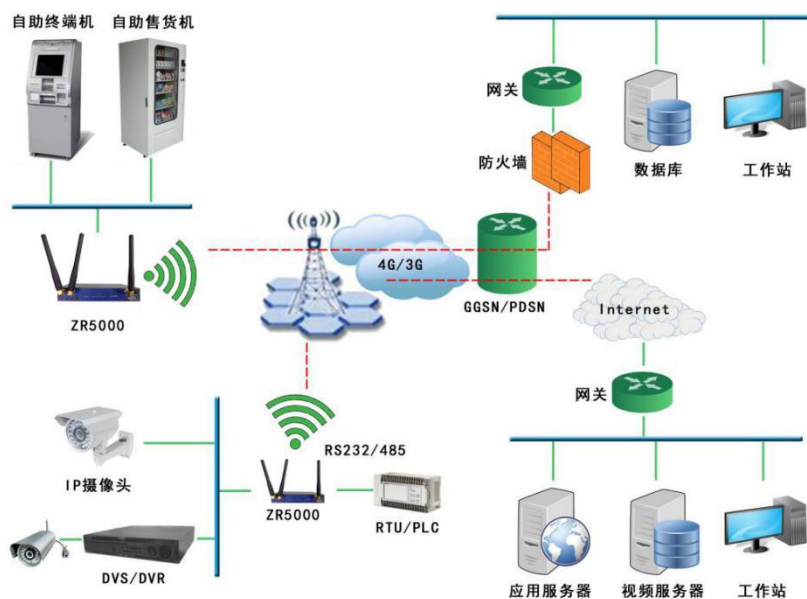 自助终端机
自助售货机
网关
防火墙
数据库
工作站
4G/3G
ZR5000
GGSN/PDSN
Internet
网关
RS232/485
IP摄像头
ZR5000
RTU/PLC
DVS/DVR
应用服务器
视频服务器
工作站